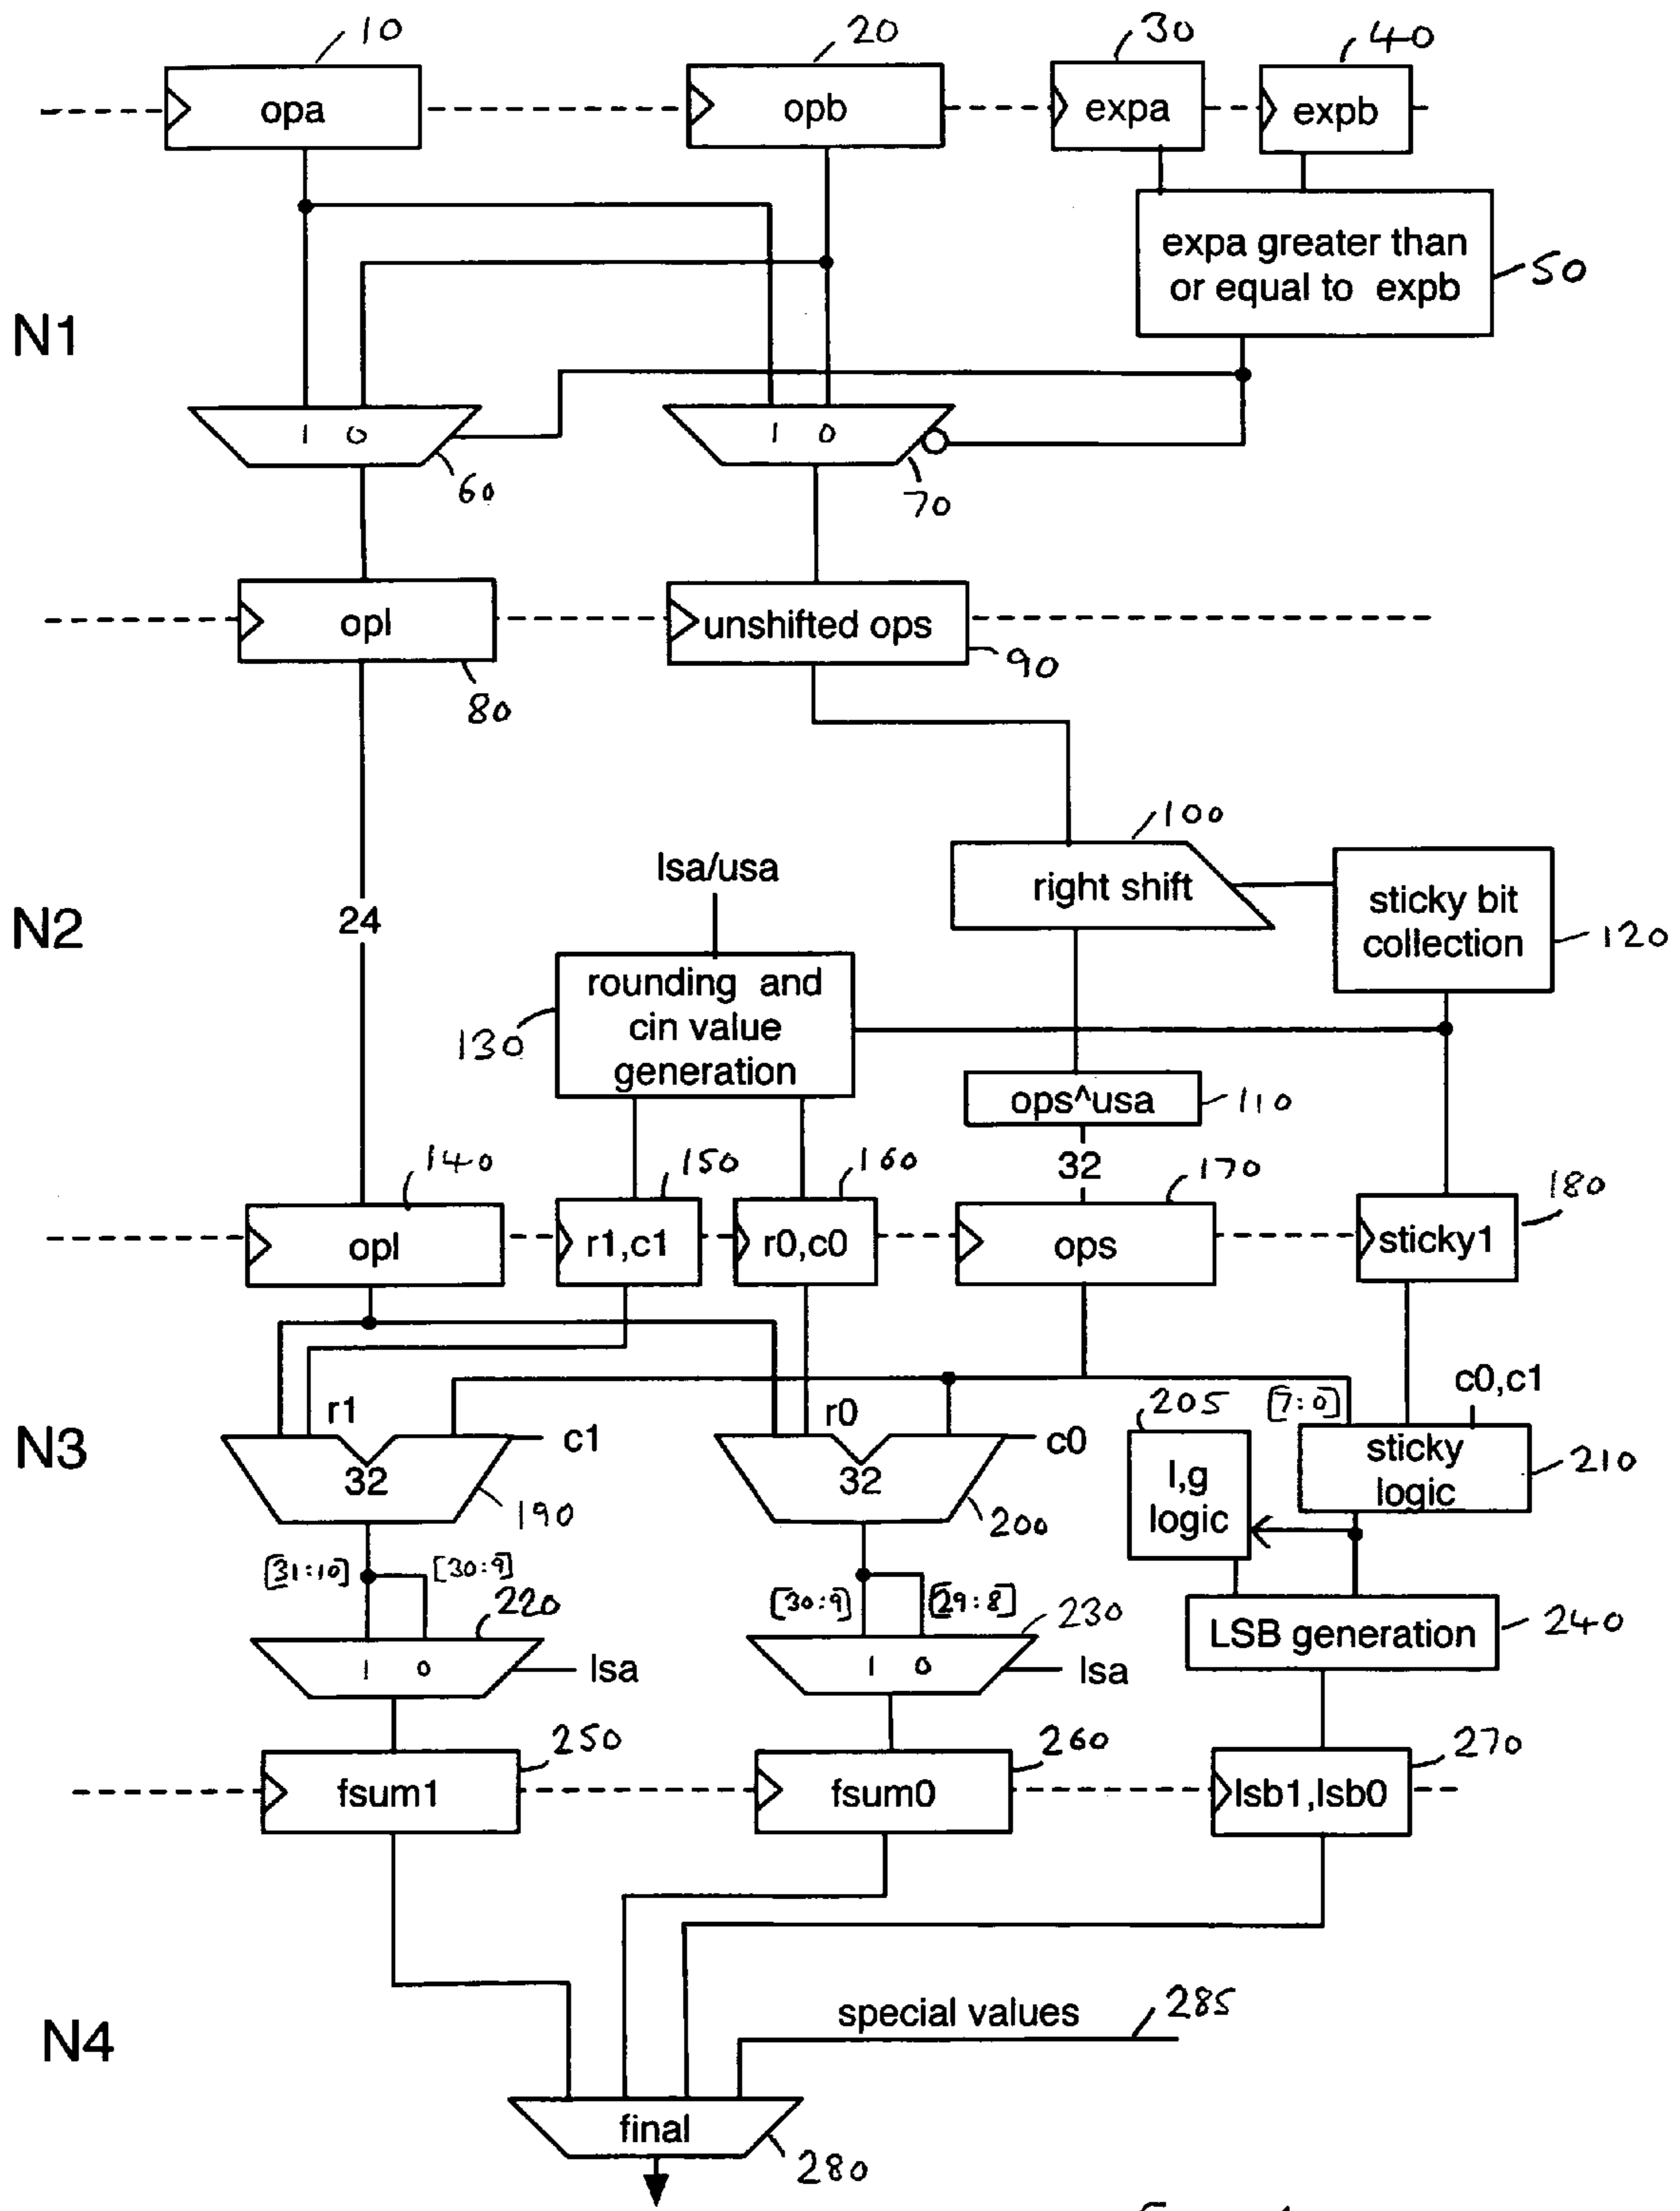 10
20
30
40
opa
opb
expa
expb
expa greater than
or equal to expb
50
N1
1 0
1 0
60
70
opl
unshifted ops
80
90
100
lsa/usa
right shift
N2
24
sticky bit
collection
120
rounding and
cin value
generation
130
ops^usa
110
140
150
160
32
170
180
opl
r1,c1
r0,c0
ops
sticky1
r1
r0
205
[7:0]
c0,c1
N3
32
c1
32
c0
l,g
logic
sticky
logic
210
190
200
[31:10]
[30:9]
220
[30:9]
[29:8]
230
LSB generation
240
1 0
lsa
1 0
lsa
250
260
270
fsum1
fsum0
lsb1,lsb0
N4
special values
285
final
280